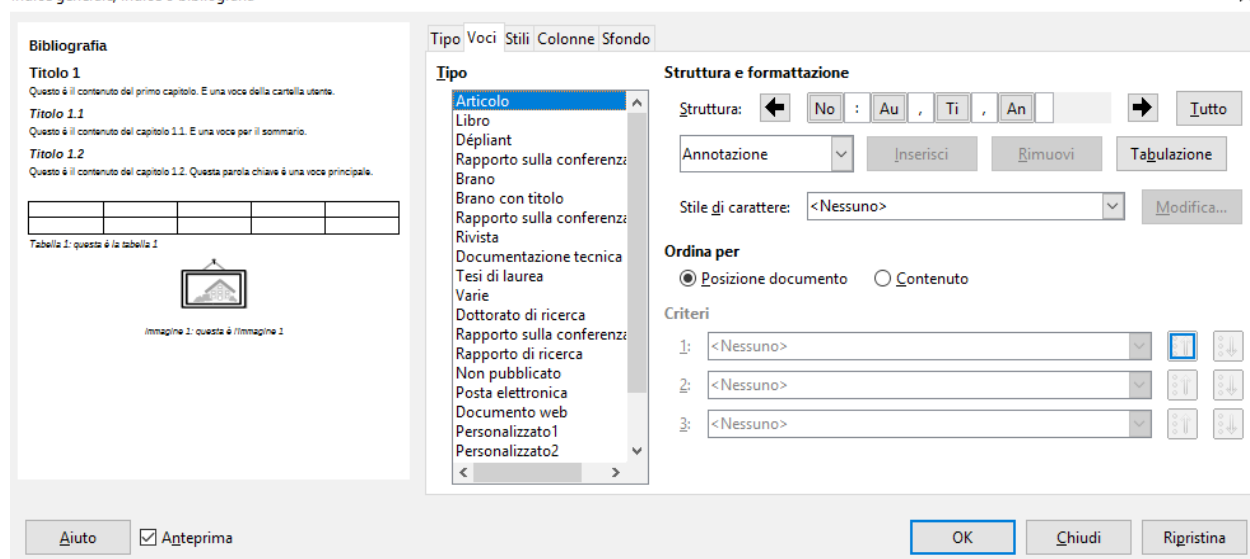 Bibliografia
Titolo 1
Questo è il contenuto del primo capitolo. E una voce della cartella utente.
Titolo 1.1
Questo è il contenuto del capitolo 1.1. E una voce per il sommario.
Titolo 1.2
Questo è il contenuto del capitolo 1.2. Questa parola chiave è una voce principale.
Tabella 1: questa è la tabella 1
Immagine 1: questa è l'immagine 1
Tipo Voci Stili Colonne Sfondo
Tipo
Articolo
Libro
Dépliant
Rapporto sulla conferenza
Brano
Brano con titolo
Rapporto sulla conferenza
Rivista
Documentazione tecnica
Tesi di laurea
Varie
Dottorato di ricerca
Rapporto sulla conferenza
Rapporto di ricerca
Non pubblicato
Posta elettronica
Documento web
Personalizzato1
Personalizzato2
Struttura e formattazione
Struttura: No : Au , Ti , An Tutto
Annotazione Inserisci Rimuovi Tabulazione
Stile di carattere: <Nessuno> Modifica...
Ordina per
Posizione documento Contenuto
Criteri
1: <Nessuno>
2: <Nessuno>
3: <Nessuno>
Aiuto Anteprima OK Chiudi Ripristina